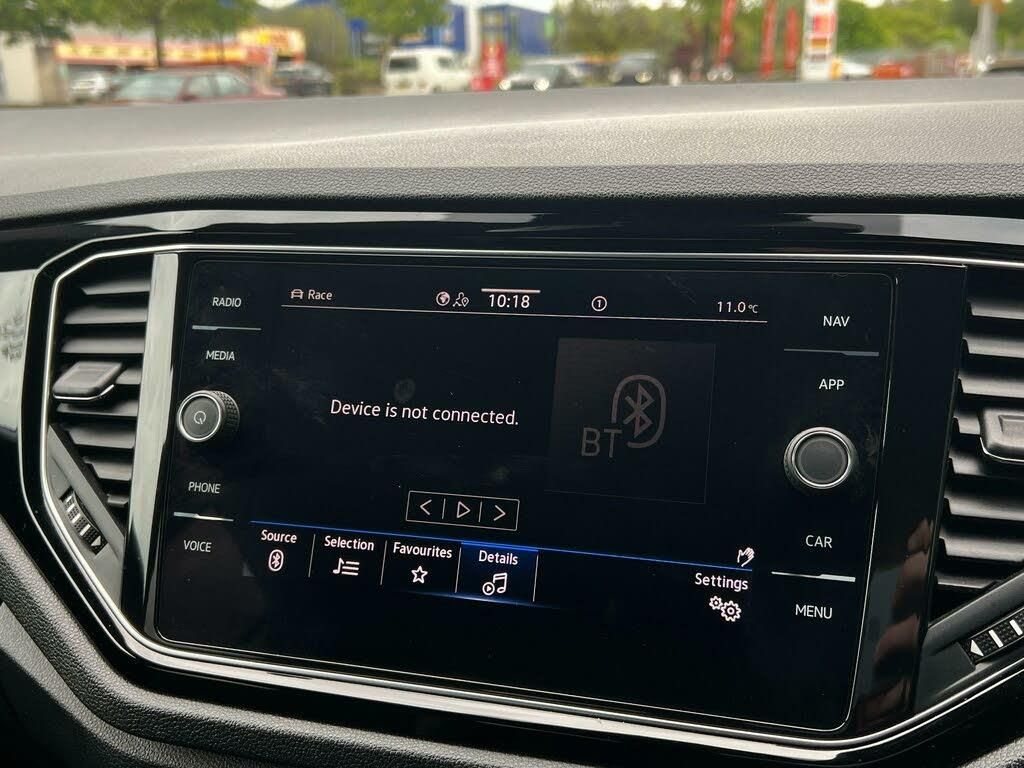 RADIO
MEDIA
PHONE
VOICE
Race
10:18
1
11.0 °C
Device is not connected.
BT
Source
Selection
Favourites
Details
Settings
NAV
APP
CAR
MENU